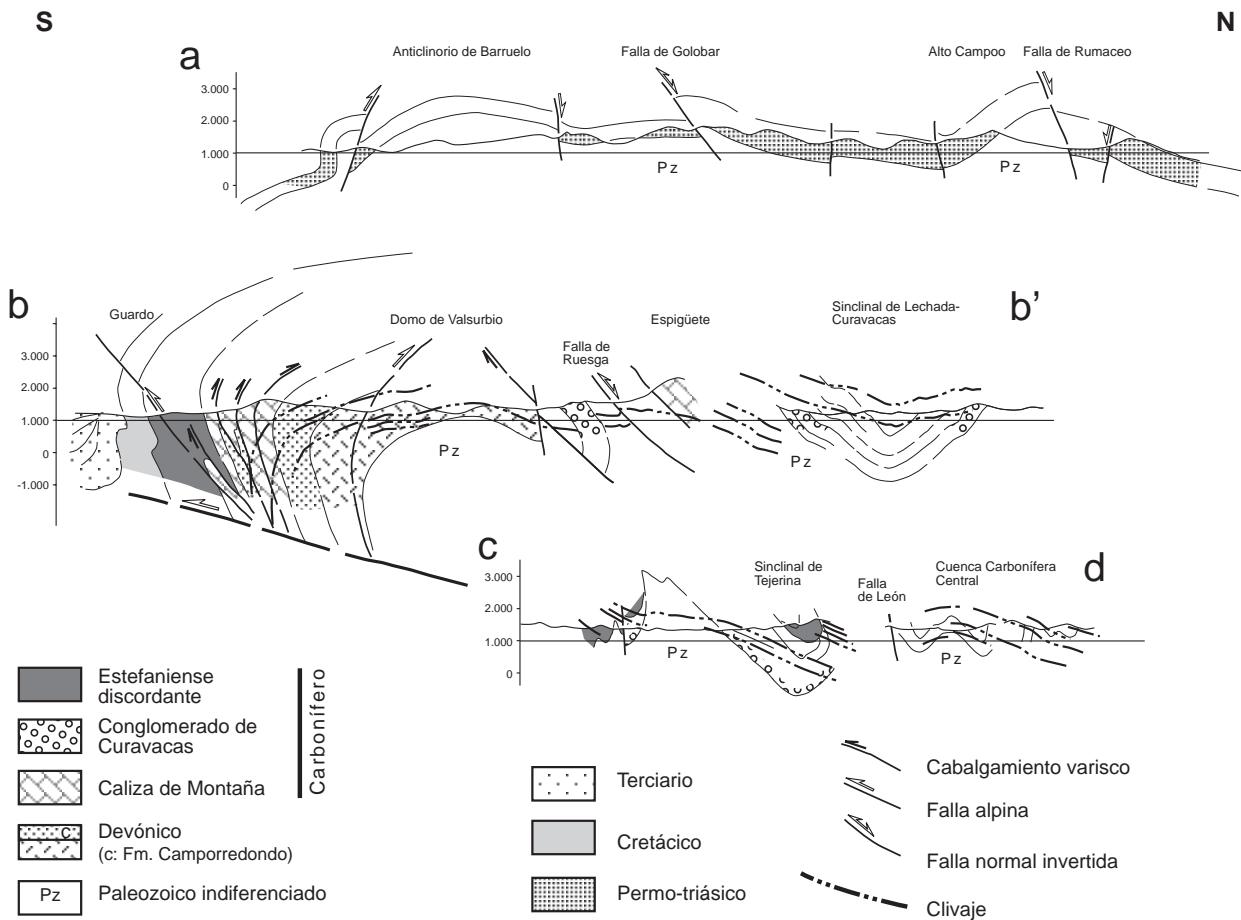 S
N
a
Anticlinorio de Barruelo
Falla de Golobar
Alto Campoo
Falla de Rumaceo
3.000
2.000
1.000
0
Pz
Pz
b
b'
Guardo
Domo de Valsurbio
Espigüete
Sinclinal de Lechada-
Curavacas
Falla de
Ruesga
3.000
2.000
1.000
0
-1.000
Pz
Pz
c
d
Sinclinal de
Tejerina
Falla
de León
Cuenca Carbonífera
Central
3.000
2.000
1.000
0
Pz
Pz
Estefaniense
discordante
Conglomerado de
Curavacas
Caliza de Montaña
Carbonífero
c
Devónico
(c: Fm. Camporredondo)
Pz
Paleozoico indiferenciado
Terciario
Cretácico
Permo-triásico
Cabalgamiento varisco
Falla alpina
Falla normal invertida
Clivaje